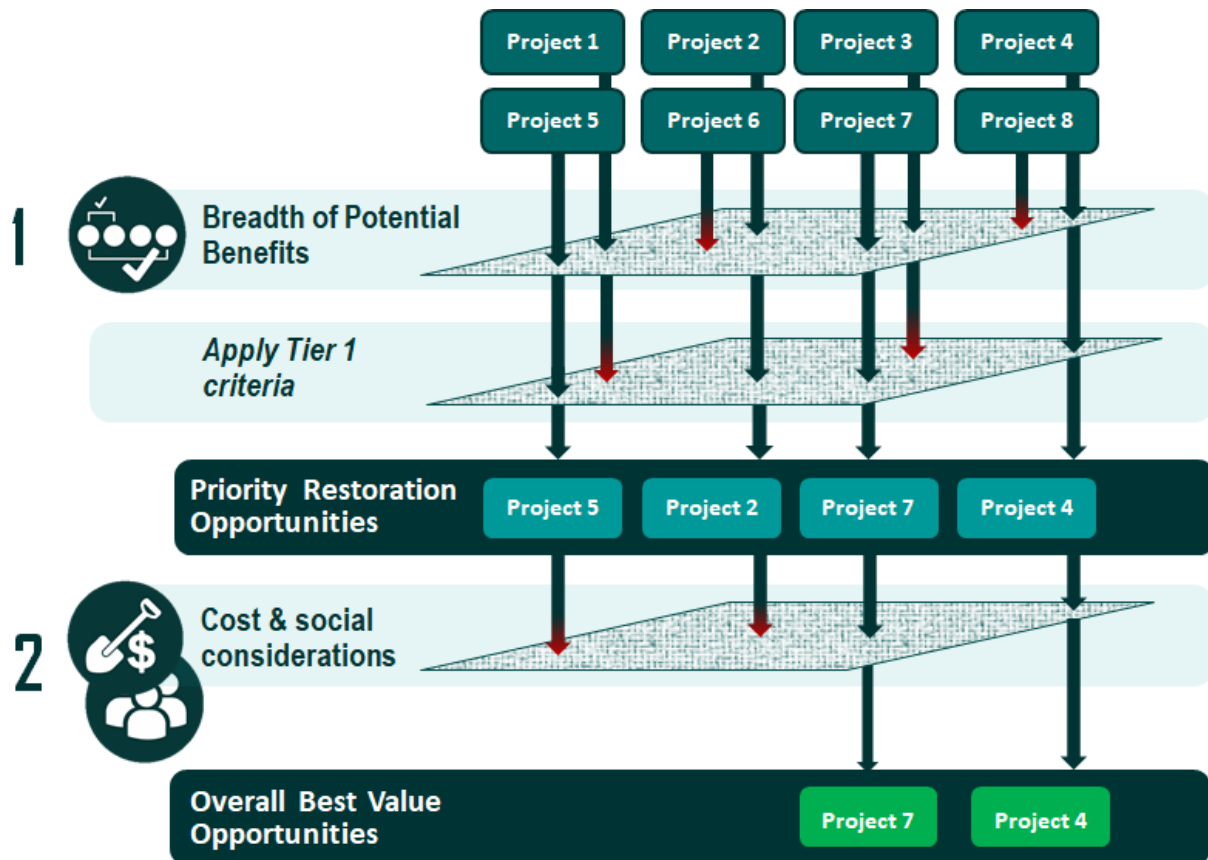 Project 1
Project 2
Project 3
Project 4
Project 5
Project 6
Project 7
Project 8
1
Breadth of Potential
Benefits
Apply Tier 1
criteria
Priority Restoration
Opportunities
Project 5
Project 2
Project 7
Project 4
2
$
Cost & social
considerations
Overall Best Value
Opportunities
Project 7
Project 4